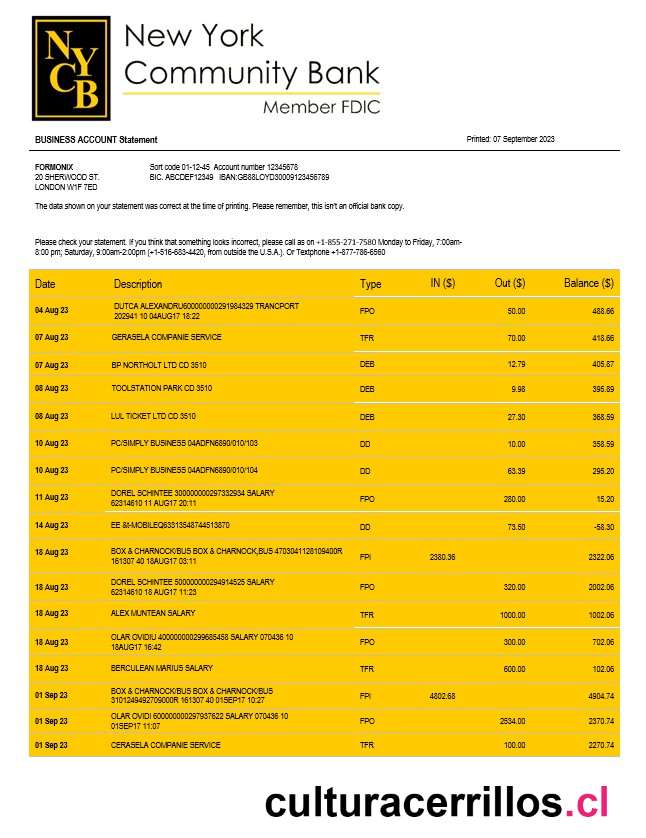 NYCB
New York
Community Bank
Member FDIC
BUSINESS ACCOUNT Statement Printed: 07 September 2023
FORMONIX Sort code 01-12-45 Account number 12345678
20 SHERWOOD ST. BIC. ABCDEF12349 IBAN:GB88LOYD30009123456789
LONDON W1F 7ED
The data shown on your statement was correct at the time of printing. Please remember, this isn't an official bank copy.
Please check your statement. If you think that something looks incorrect, please call as on +1-855-271-7580 Monday to Friday, 7:00am-
8:00 pm; Saturday, 9:00am-2:00pm (+1-516-683-4420, from outside the U.S.A.). Or Textphone +1-877-786-6560
Date Description Type IN ($) Out ($) Balance ($)
04 Aug 23 DUTCA ALEXANDRU600000000291984329 TRANCPORT FPO 50.00 488.66
202941 10 04AUG17 18:22
07 Aug 23 GERASELA COMPANIE SERVICE TFR 70.00 418.66
07 Aug 23 BP NORTHOLT LTD CD 3510 DEB 12.79 405.87
08 Aug 23 TOOLSTATION PARK CD 3510 DEB 9.98 395.89
08 Aug 23 LUL TICKET LTD CD 3510 DEB 27.30 368.59
10 Aug 23 PC/SIMPLY BUSINESS 04ADFN6890/010/103 DD 10.00 358.59
10 Aug 23 PC/SIMPLY BUSINESS 04ADFN6890/010/104 DD 63.39 295.20
11 Aug 23 DOREL SCHINTEE 300000000297332934 SALARY FPO 280.00 15.20
62314610 11 AUG17 20:11
14 Aug 23 EE &t-MOBILEQ63313548744513870 DD 73.50 -58.30
18 Aug 23 BOX & CHARNOCK/BUS BOX & CHARNOCK,BUS 4703041128109400R FPI 2380.36 2322.06
161307 40 18AUG17 03:11
18 Aug 23 DOREL SCHINTEE 500000000294914525 SALARY FPO 320.00 2002.06
62314610 18 AUG17 11:23
18 Aug 23 ALEX MUNTEAN SALARY TFR 1000.00 1002.06
18 Aug 23 OLAR OVIDIU 400000000299685458 SALARY 070436 10 FPO 300.00 702.06
18AUG17 16:42
18 Aug 23 BERCULEAN MARIUS SALARY TFR 600.00 102.06
01 Sep 23 BOX & CHARNOCK/BUS BOX & CHARNOCK/BUS FPI 4802.68 4904.74
3101249492709000R 161307 40 01SEP17 10:27
01 Sep 23 OLAR OVIDI 600000000297937622 SALARY 070436 10 FPO 2534.00 2370.74
01SEP17 11:07
01 Sep 23 CERASELA COMPANIE SERVICE TFR 100.00 2270.74
culturacerrillos.cl